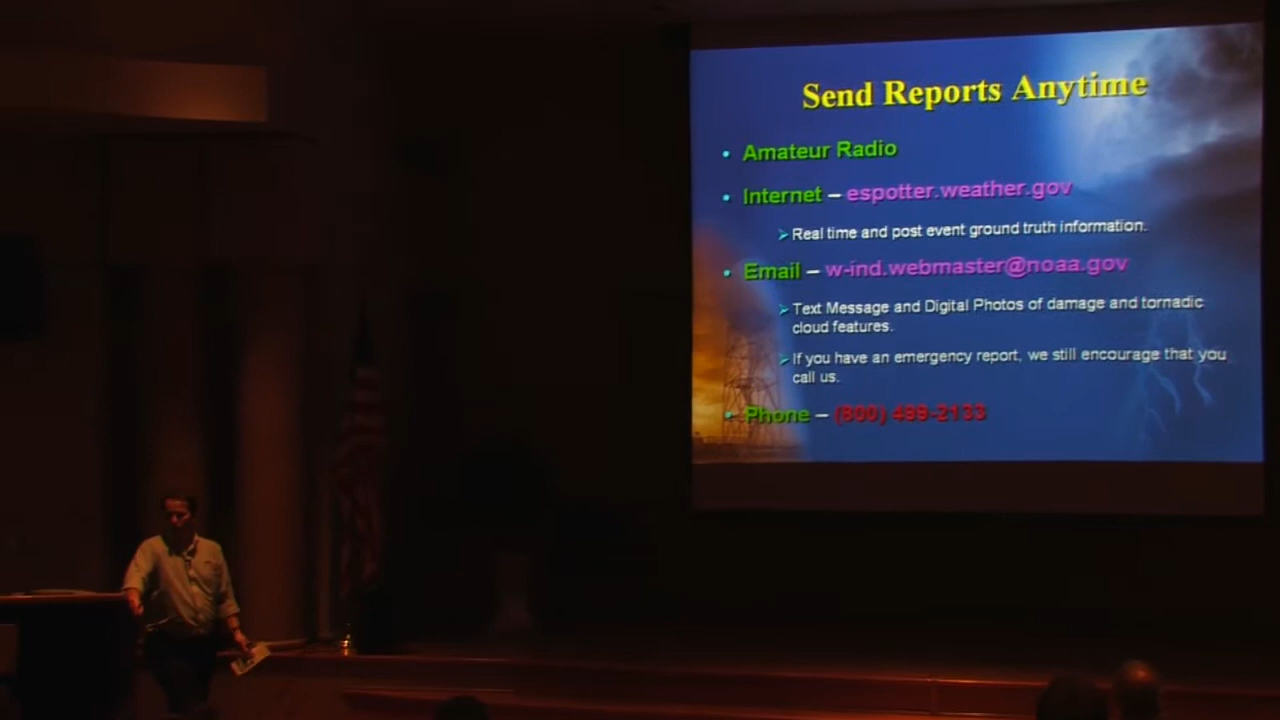 Send Reports Anytime
• Amateur Radio
• Internet – espotter.weather.gov
➢ Real time and post event ground truth information.
• Email – w-ind.webmaster@noaa.gov
➢ Text Message and Digital Photos of damage and tornadic
cloud features.
➢ If you have an emergency report, we still encourage that you
call us.
• Phone – (800) 499-2133